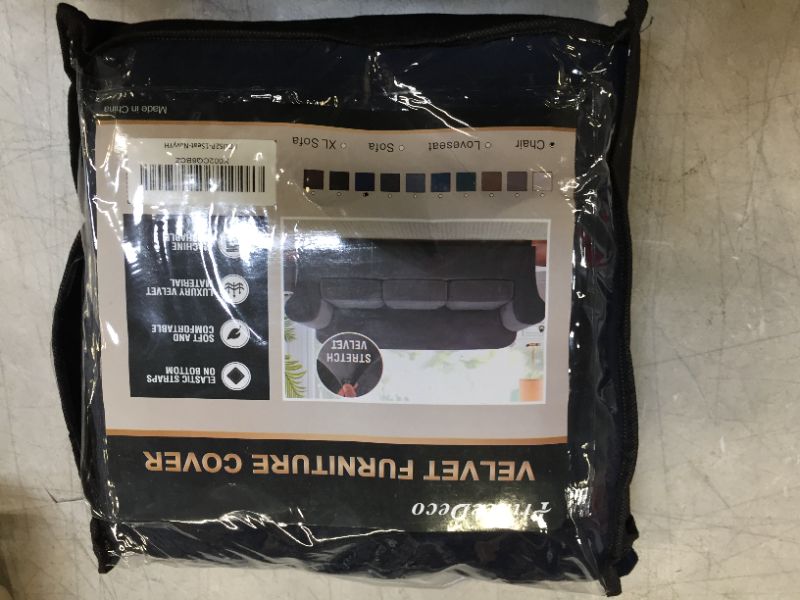 Deco
VELVET FURNITURE COVER
STRETCH
VELVET
ELASTIC STRAPS
ON BOTTOM
SOFT AND
COMFORTABLE
LUXURY VELVET
MATERIAL
MACHINE
Chair
Loveseat
Sofa
XL Sofa
Made in China